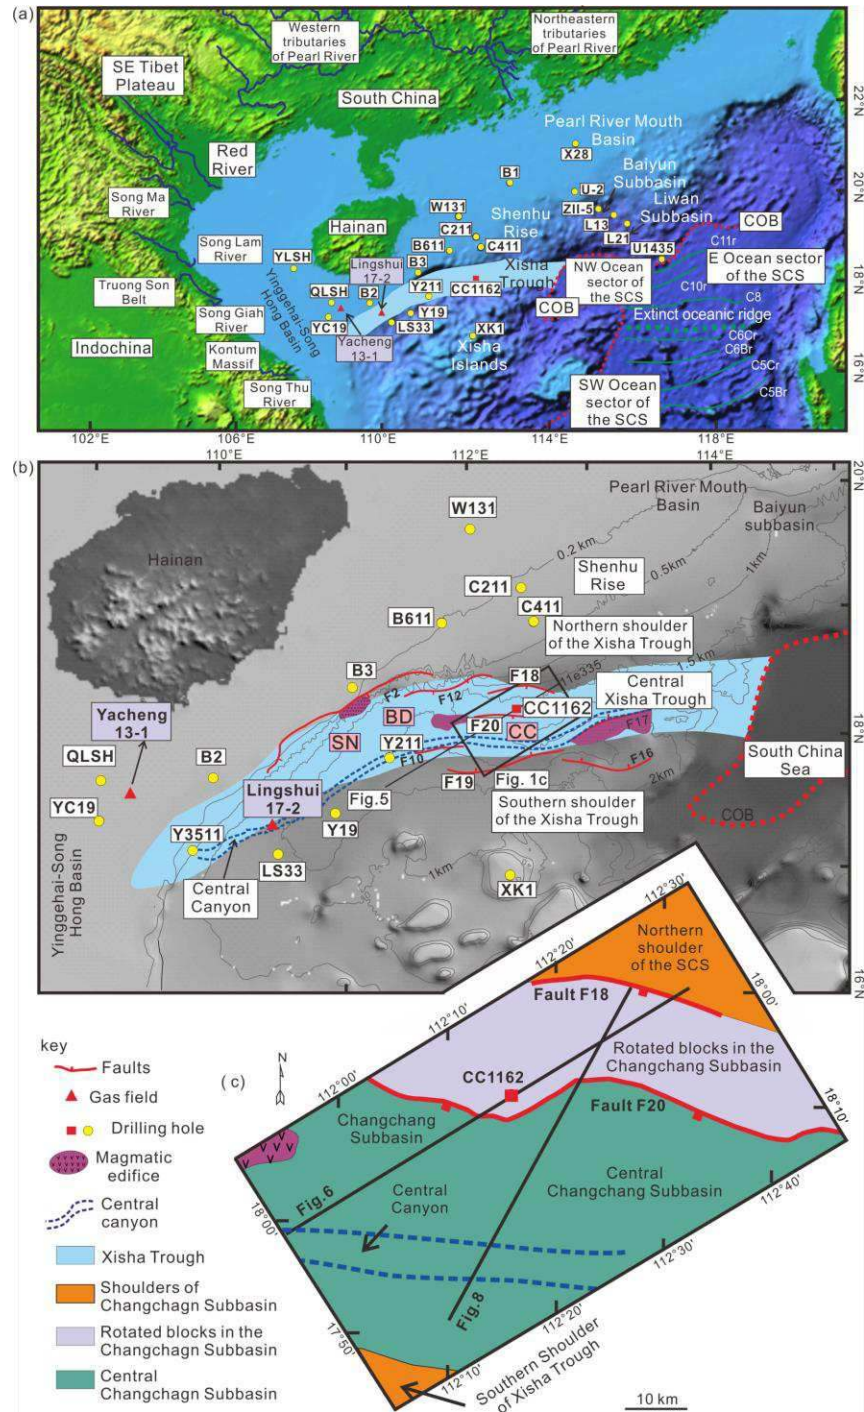 (a)
Western
tributaries
of Pearl River
Northeastern
tributaries
of Pearl River
SE Tibet
Plateau
South China
22°N
Pearl River Mouth
Basin
Red
River
X28
B1
Baiyun
Subbasin
20°N
Song Ma
River
U-2
W131
ZII-5
Liwan
Subbasin
Hainan
C211
Shenhu
Rise
L13
COB
Song Lam
River
B611
C411
L21
C11r
YLSH
Lingshui
17-2
B3
Xisha
Trough
U1435
E Ocean sector
of the SCS
18°N
Truong Son
Belt
QLSH
B2
Y211
CC1162
NW Ocean
sector of
the SCS
C10r
C8
Yinggehai-Song
Hong Basin
COB
Extinct oceanic ridge
Song Giah
River
YC19
Y19
LS33
XK1
C6Cr
C6Br
Indochina
Kontum
Massif
Yacheng
13-1
Xisha
Islands
C5Cr
16°N
Song Thu
River
SW Ocean
sector of
the SCS
C5Br
102°E
106°E
110°E
114°E
118°E
(b)
110°E
112°E
114°E
20°N
Pearl River Mouth
Basin
W131
Baiyun
subbasin
Hainan
0.2 km
0.5km
1km
Shenhu
Rise
C211
C411
B611
Northern shoulder
of the Xisha Trough
1.5 km
B3
F18
11e335
F2
F12
Central
Xisha Trough
Yacheng
13-1
BD
CC1162
F20
F17
18°N
SN
CC
QLSH
B2
Y211
F10
South China
Sea
F16
Lingshui
17-2
Fig.5
F19
Fig. 1c
2km
YC19
Southern shoulder
of the Xisha Trough
COB
Y3511
Y19
Yinggehai-Song
Hong Basin
Central
Canyon
LS33
1km
XK1
16°N
112°30'
112°20'
Northern
shoulder
of the SCS
18°00'
Fault F18
112°10'
key
Faults
Gas field
Drilling hole
Magmatic
edifice
Central
canyon
Xisha Trough
Shoulders of
Changchagn Subbasin
Rotated blocks in the
Changchagn Subbasin
Central
Changchagn Subbasin
(c)
N
Rotated blocks in the
Changchang Subbasin
CC1162
112°00'
Fault F20
18°10'
Changchang
Subbasin
Central
Changchang Subbasin
112°40'
Fig.6
Central
Canyon
18°00'
112°30'
Fig.8
112°20'
17°50'
112°10'
Southern Shoulder
of Xisha Trough
10 km